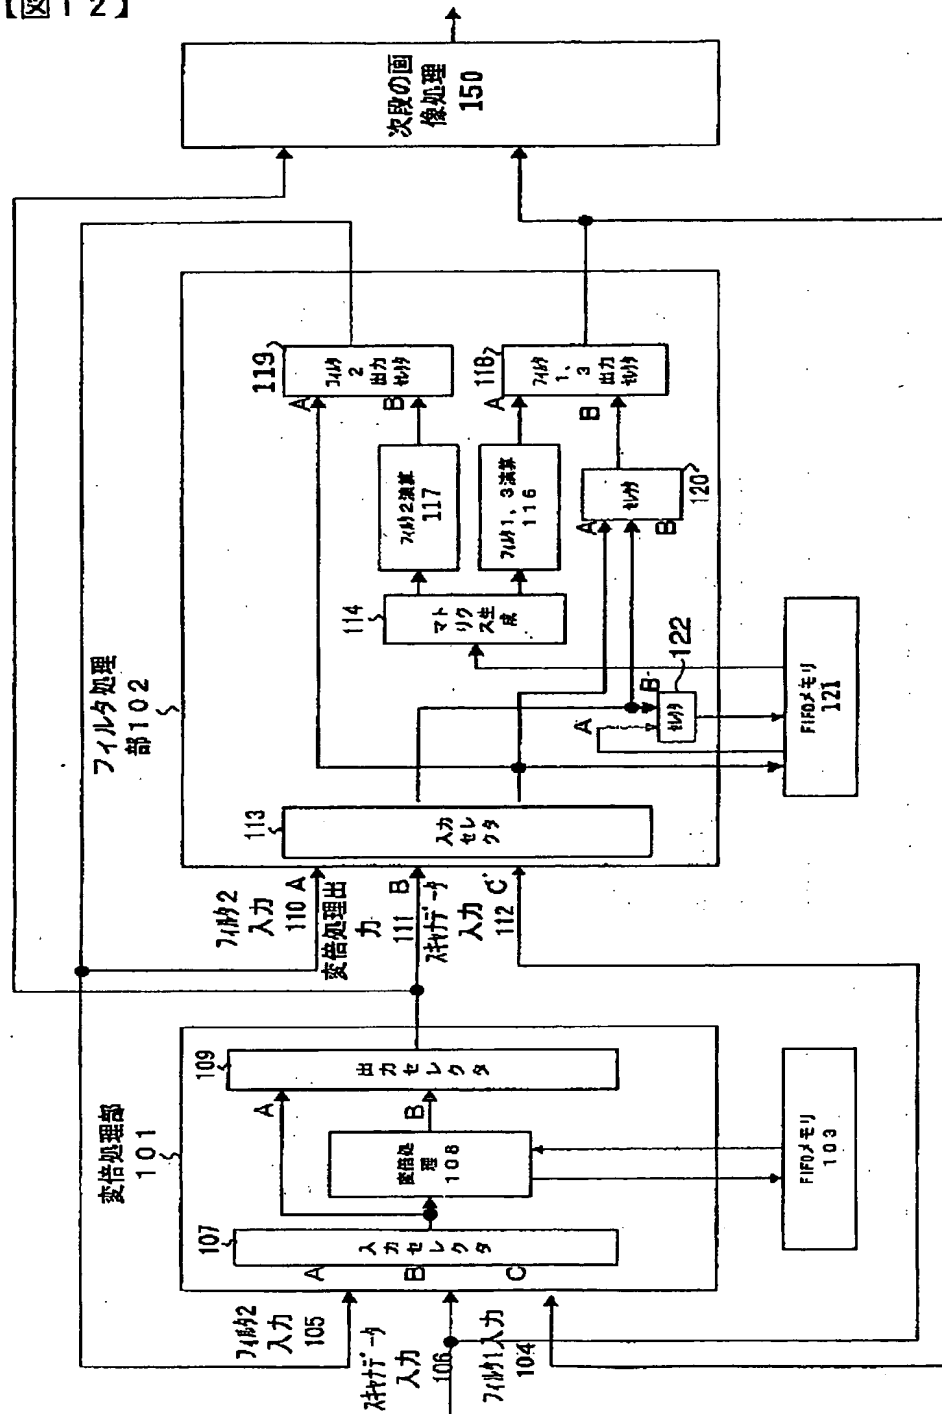 【図12】
次段の画
像処理
150
フィルタ処理
部102
119
フィルタ
2
出力
セレクタ
A
B
118
フィルタ
1、3
出力
セレクタ
A
B
フィルタ2演算
117
フィルタ1、3演算
116
セレクタ
120
A
B
114
マト
リク
ス生
成
122
セレクタ
A
B
FIFOメモリ
121
113
入力
セレ
クタ
フィルタ2
入力
110
A
変倍処理出
力
111
B
スキャナデータ
入力
112
C
変倍処理部
101
109
出力セレクタ
A
B
変倍処
理
108
FIFOメモリ
103
107
入力セレクタ
A
B
C
フィルタ2
入力
105
スキャナデータ
入力
106
フィルタ1入力
104